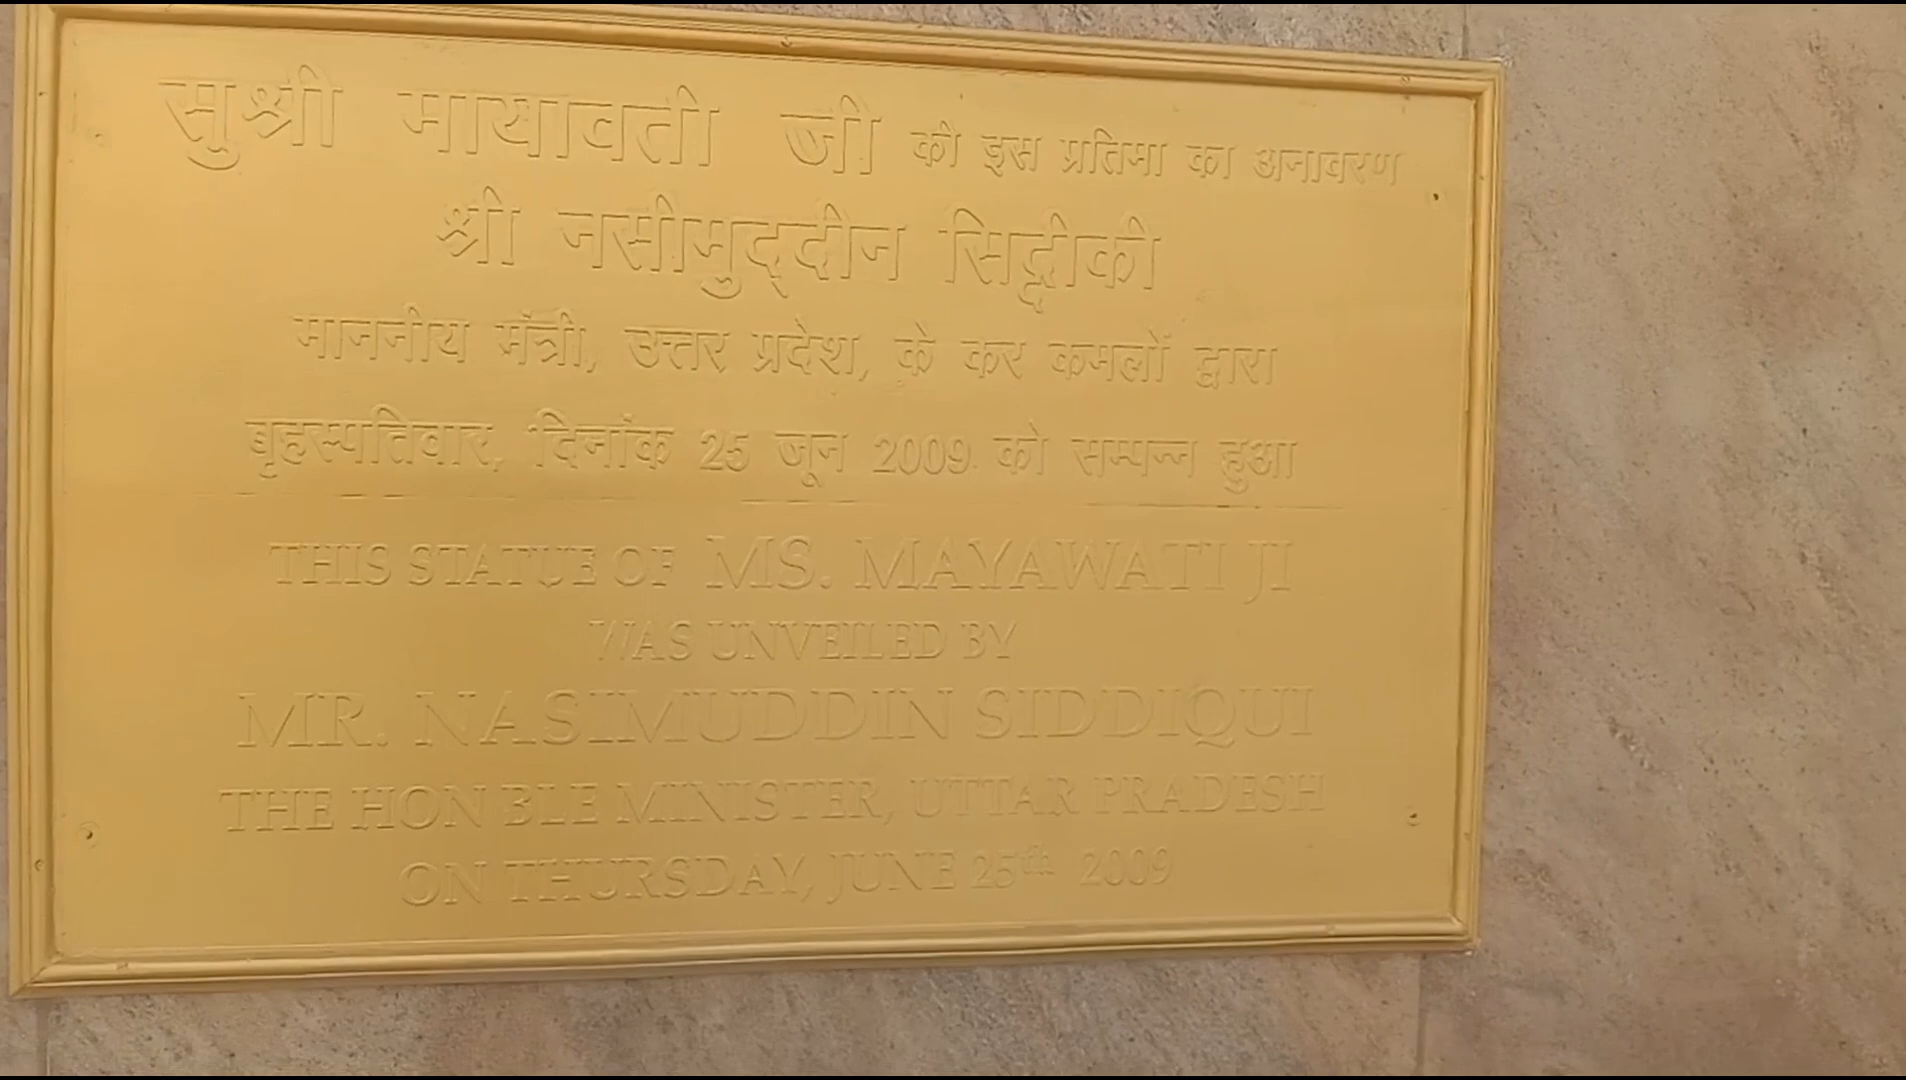 सुश्री मायावती जी की इस प्रतिमा का अनावरण
श्री नसीमुद्दीन सिद्दीकी
माननीय मंत्री, उत्तर प्रदेश, के कर कमलों द्वारा
बृहस्पतिवार, दिनांक 25 जून 2009 को सम्पन्न हुआ
THIS STATUE OF MS. MAYAWATI JI
WAS UNVEILED BY
MR. NASIMUDDIN SIDDIQUI
THE HON BLE MINISTER, UTTAR PRADESH
ON THURSDAY, JUNE 25th 2009